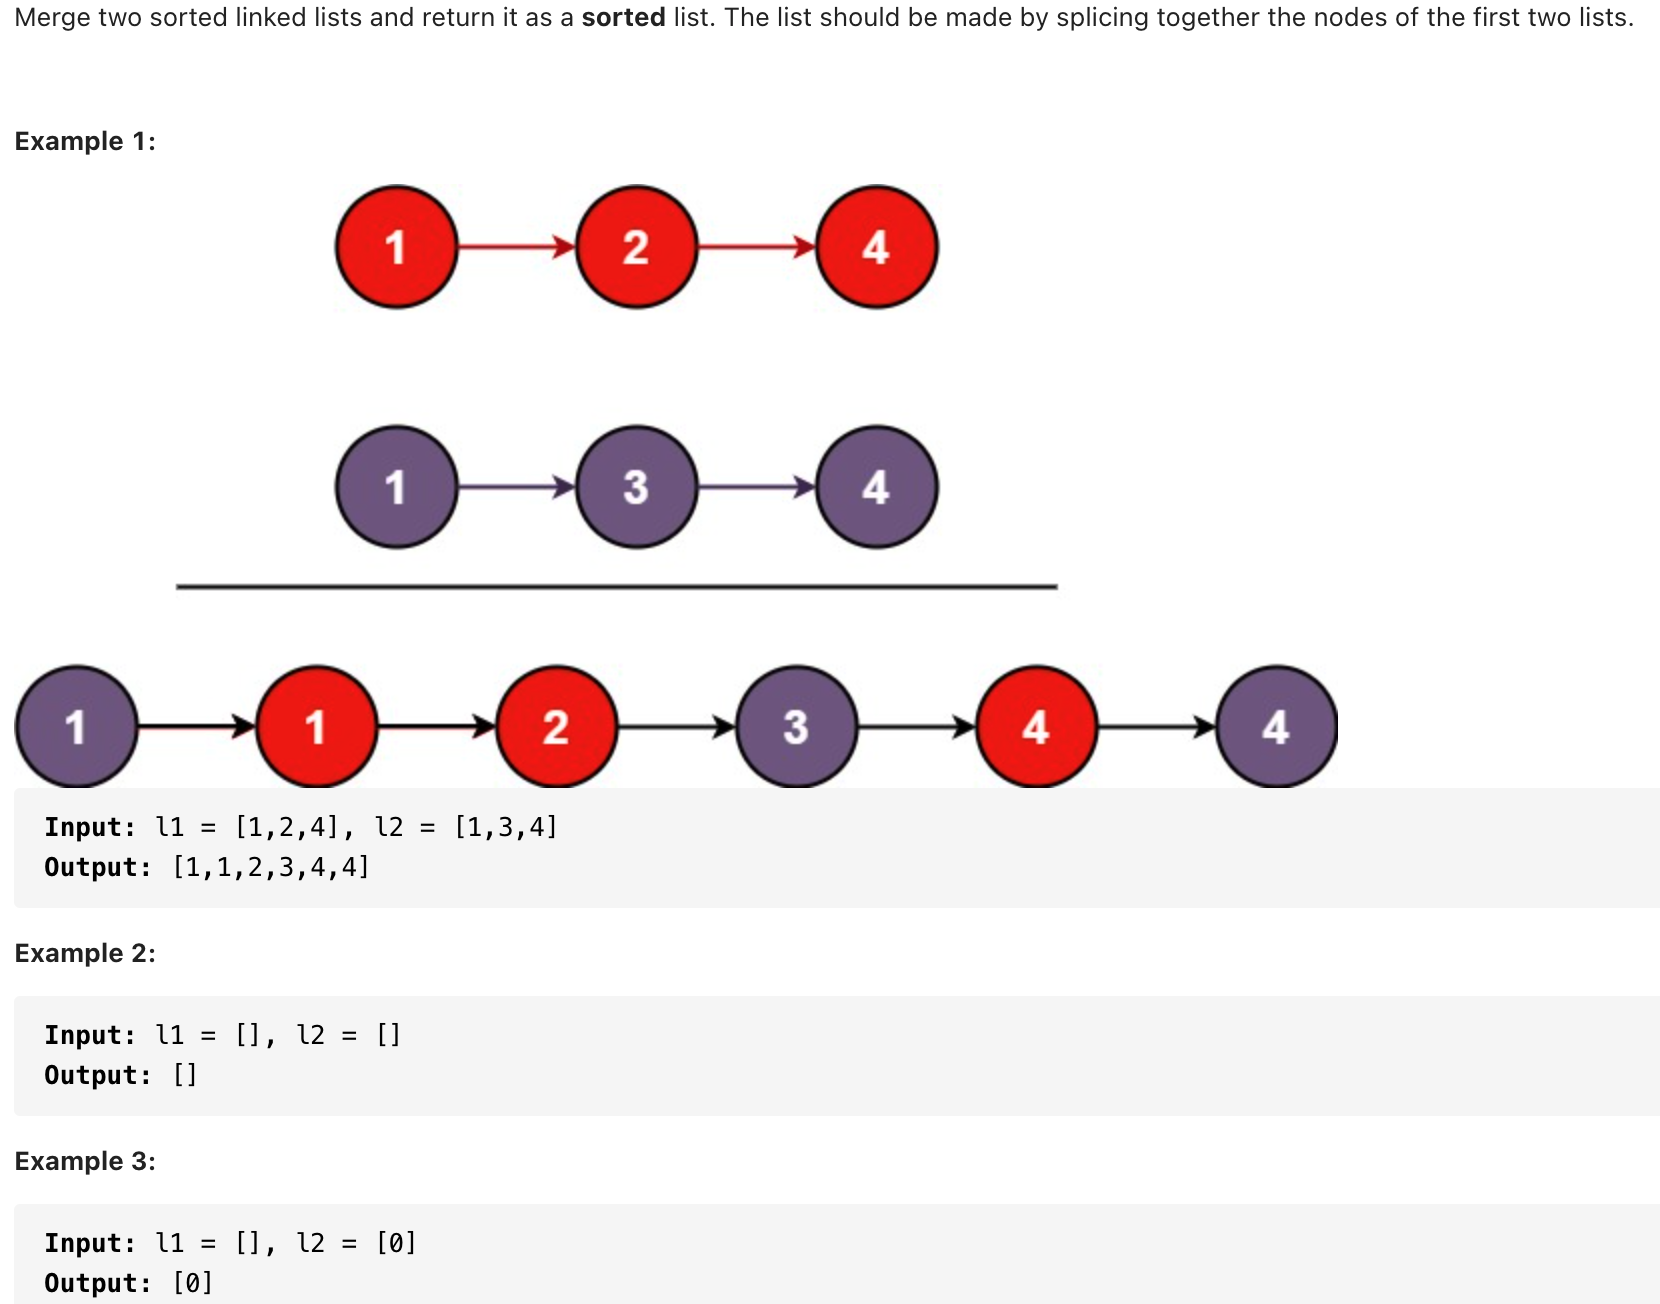 Merge two sorted linked lists and return it as a sorted list. The list should be made by splicing together the nodes of the first two lists.
Example 1:
1 2 4
1 3 4
1 1 2 3 4 4
Input: l1 = [1,2,4], l2 = [1,3,4]
Output: [1,1,2,3,4,4]
Example 2:
Input: l1 = [], l2 = []
Output: []
Example 3:
Input: l1 = [], l2 = [0]
Output: [0]